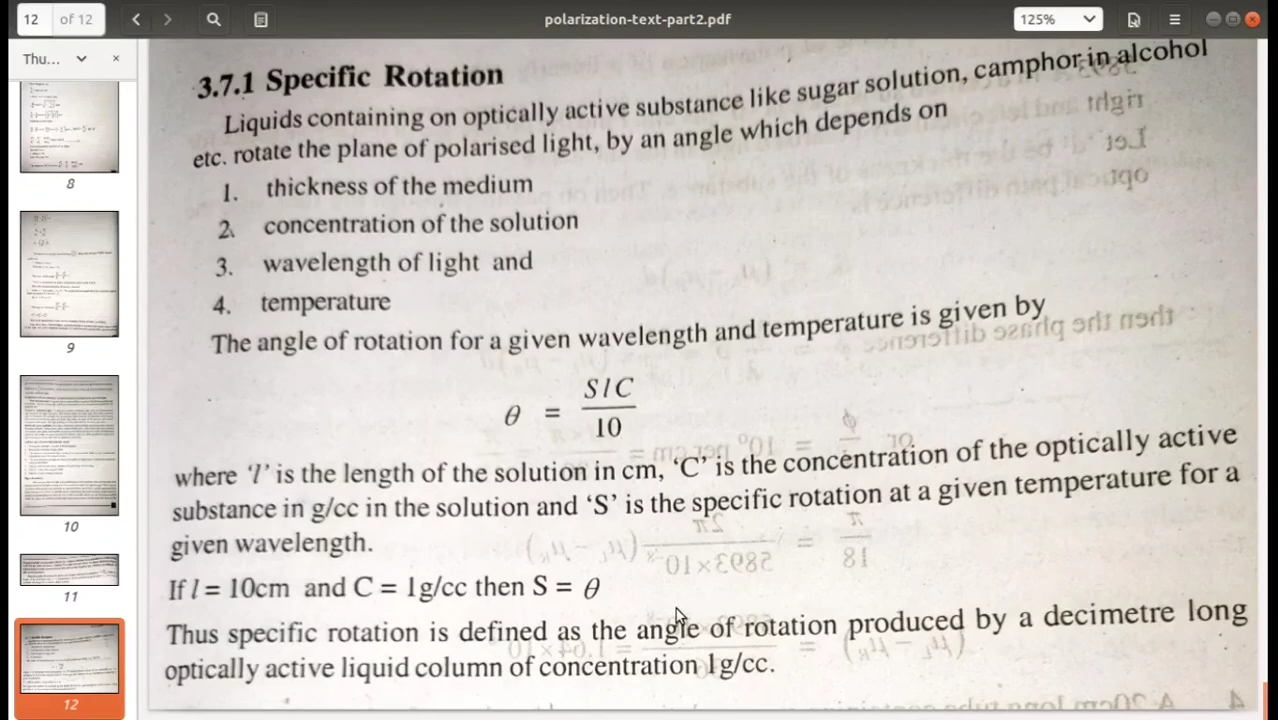 12 of 12
polarization-text-part2.pdf
125%
Thu...
8
9
10
11
12
3.7.1 Specific Rotation
Liquids containing on optically active substance like sugar solution, camphor in alcohol
etc. rotate the plane of polarised light, by an angle which depends on
1. thickness of the medium
2. concentration of the solution
3. wavelength of light and
4. temperature
The angle of rotation for a given wavelength and temperature is given by
θ = S l C
10
where 'l' is the length of the solution in cm, 'C' is the concentration of the optically active
substance in g/cc in the solution and 'S' is the specific rotation at a given temperature for a
given wavelength.
If l = 10cm and C = 1g/cc then S = θ
Thus specific rotation is defined as the angle of rotation produced by a decimetre long
optically active liquid column of concentration 1g/cc.